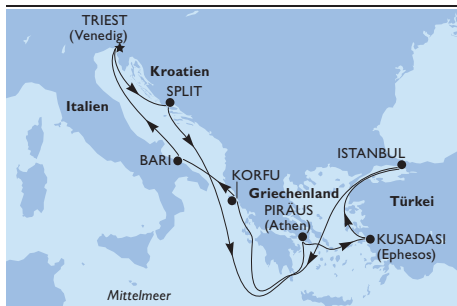 TRIEST
(Venedig)
Kroatien
SPLIT
Italien
ISTANBUL
BARI
KORFU
Griechenland
Türkei
PIRÄUS
(Athen)
KUSADASI
(Ephesos)
Mittelmeer